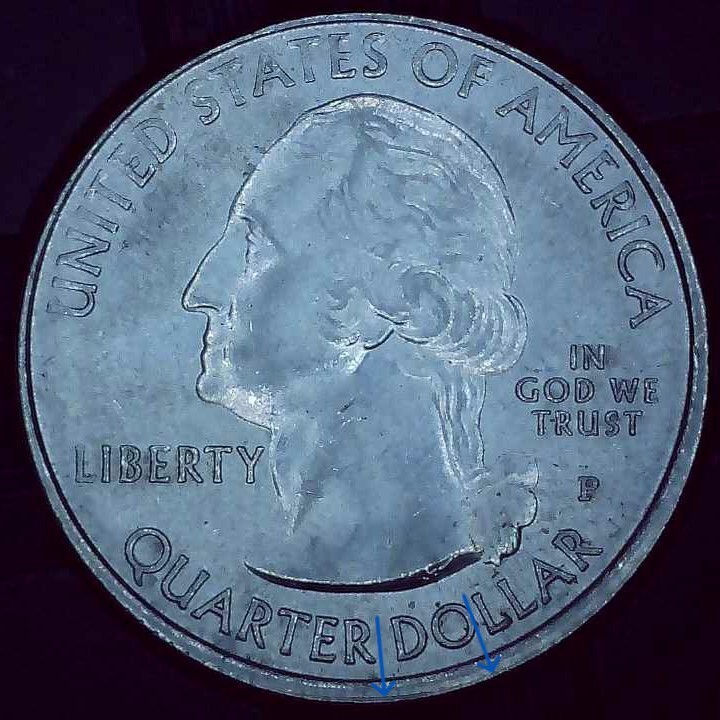 UNITED STATES OF AMERICA
LIBERTY
IN
GOD WE
TRUST
P
QUARTER DOLLAR